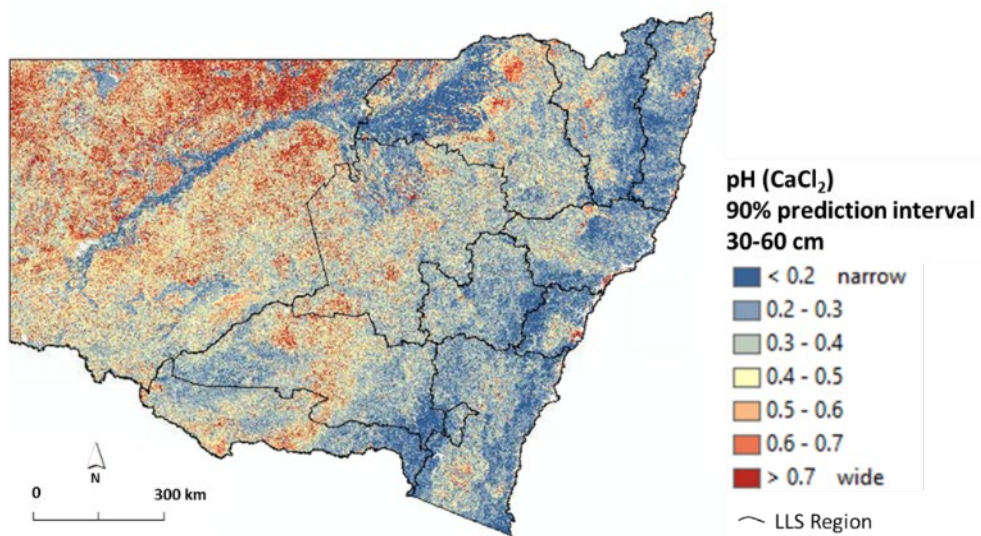 pH (CaCl₂)
90% prediction interval
30-60 cm
< 0.2 narrow
0.2 - 0.3
0.3 - 0.4
0.4 - 0.5
0.5 - 0.6
0.6 - 0.7
> 0.7 wide
LLS Region
N
0 300 km